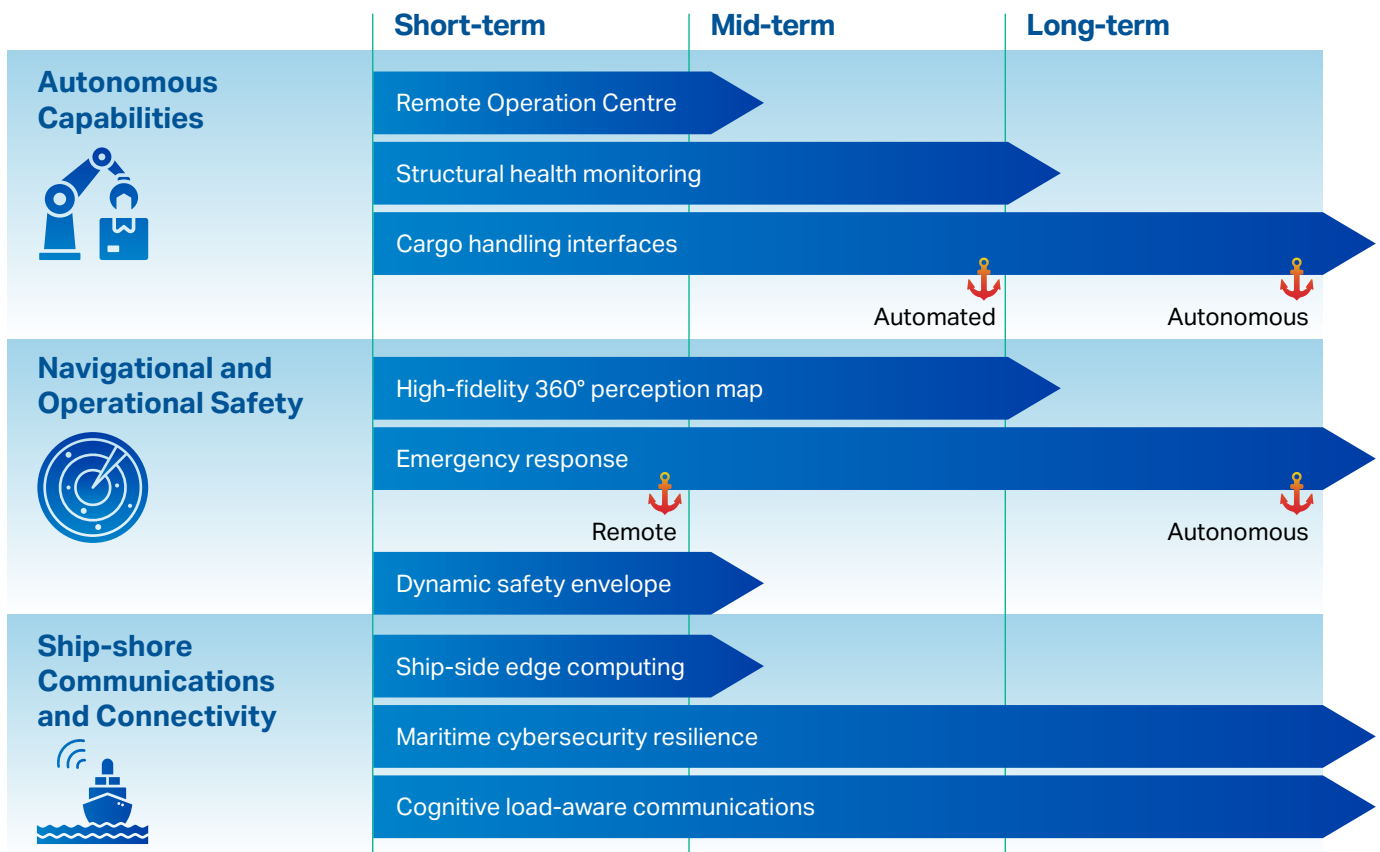 Short-term
Mid-term
Long-term
Autonomous
Capabilities
Remote Operation Centre
Structural health monitoring
Cargo handling interfaces
Automated
Autonomous
Navigational and
Operational Safety
High-fidelity 360° perception map
Emergency response
Remote
Autonomous
Dynamic safety envelope
Ship-shore
Communications
and Connectivity
Ship-side edge computing
Maritime cybersecurity resilience
Cognitive load-aware communications